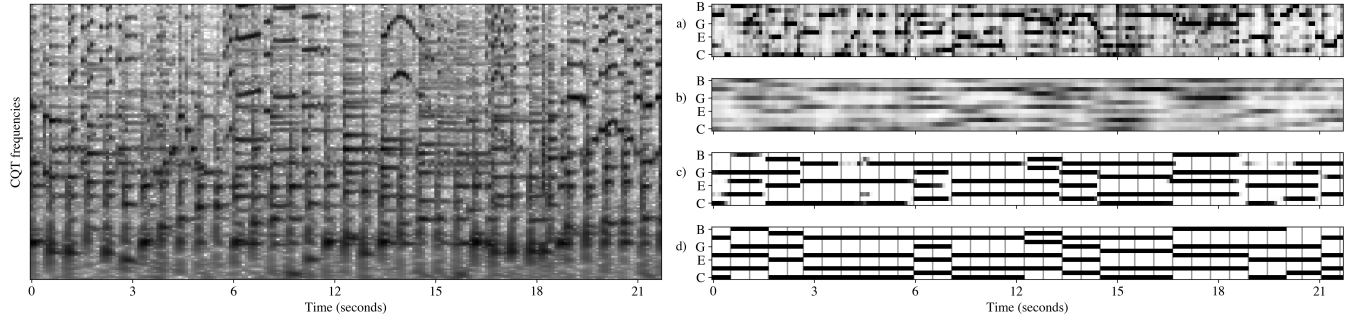 CQT frequencies
0 3 6 9 12 15 18 21
Time (seconds)
a) B G E C
b) B G E C
c) B G E C
d) B G E C
0 3 6 9 12 15 18 21
Time (seconds)